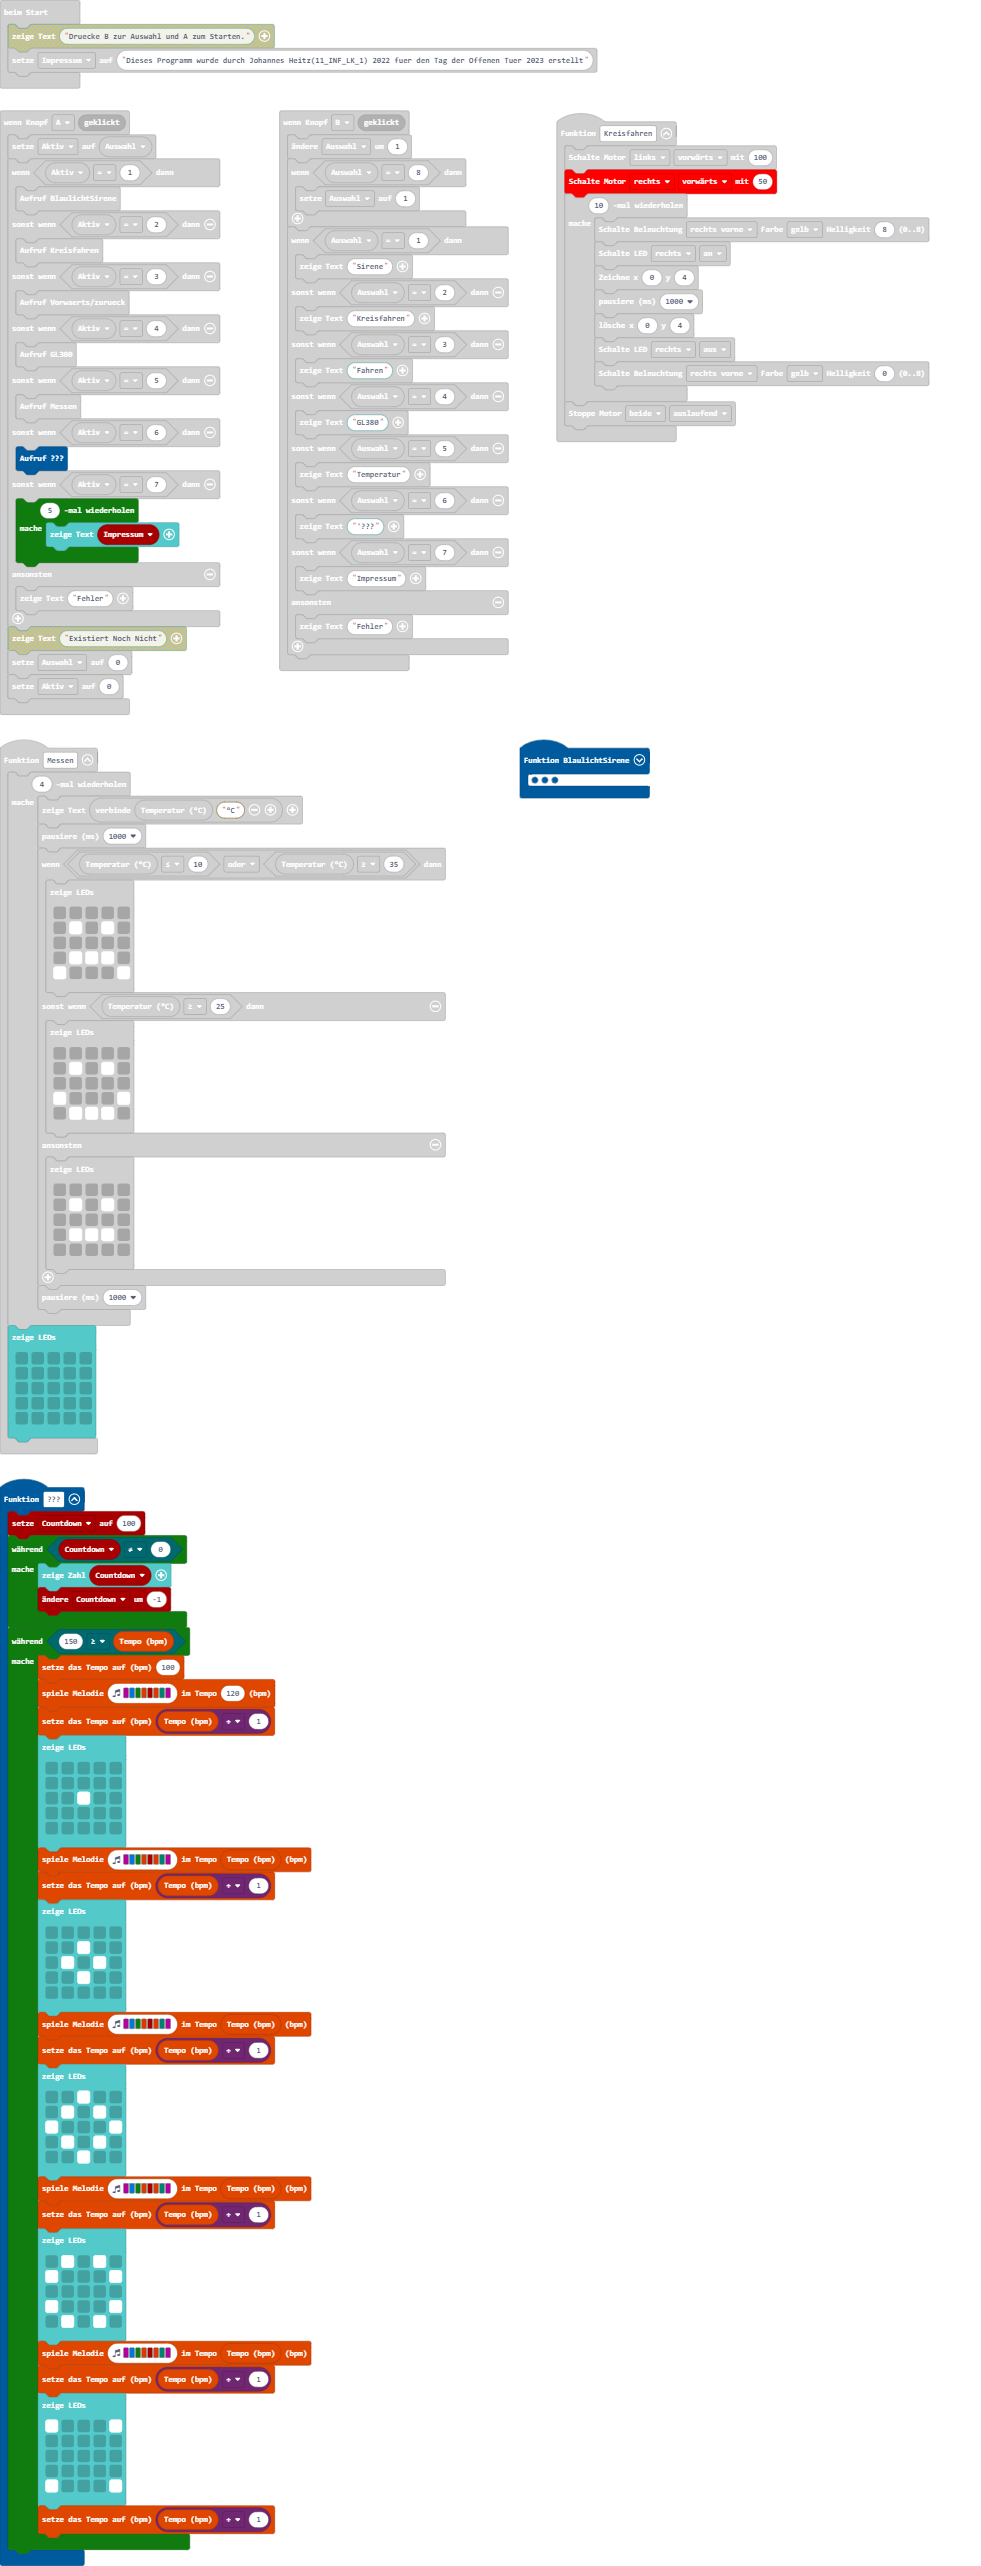 beim Start
zeige Text "Druecke B zur Auswahl und A zum Starten."
setze Impressum auf "Dieses Programm wurde durch Johannes Heitz(11_INF_LK_1) 2022 fuer den Tag der Offenen Tuer 2023 erstellt"
wenn Knopf A geklickt
setze Aktiv auf Auswahl
wenn Aktiv = 1 dann
Aufruf BlaulichtSirene
sonst wenn Aktiv = 2 dann
Aufruf Kreisfahren
sonst wenn Aktiv = 3 dann
Aufruf Vorwaerts/zurueck
sonst wenn Aktiv = 4 dann
Aufruf GL380
sonst wenn Aktiv = 5 dann
Aufruf Messen
sonst wenn Aktiv = 6 dann
Aufruf ???
sonst wenn Aktiv = 7 dann
5 -mal wiederholen
mache zeige Text Impressum
ansonsten
zeige Text "Fehler"
zeige Text "Existiert Noch Nicht"
setze Auswahl auf 0
setze Aktiv auf 0
wenn Knopf B geklickt
ändere Auswahl um 1
wenn Auswahl = 8 dann
setze Auswahl auf 1
wenn Auswahl = 1 dann
zeige Text "Sirene"
sonst wenn Auswahl = 2 dann
zeige Text "Kreisfahren"
sonst wenn Auswahl = 3 dann
zeige Text "Fahren"
sonst wenn Auswahl = 4 dann
zeige Text "GL380"
sonst wenn Auswahl = 5 dann
zeige Text "Temperatur"
sonst wenn Auswahl = 6 dann
zeige Text "'???"
sonst wenn Auswahl = 7 dann
zeige Text "Impressum"
ansonsten
zeige Text "Fehler"
Funktion Kreisfahren
Schalte Motor links vorwärts mit 100
Schalte Motor rechts vorwärts mit 50
10 -mal wiederholen
mache Schalte Beleuchtung rechts vorne Farbe gelb Helligkeit 8 (0..8)
Schalte LED rechts an
Zeichne x 0 y 4
pausiere (ms) 1000
lösche x 0 y 4
Schalte LED rechts aus
Schalte Beleuchtung rechts vorne Farbe gelb Helligkeit 0 (0..8)
Stoppe Motor beide auslaufend
Funktion Messen
4 -mal wiederholen
mache zeige Text verbinde Temperatur (°C) "°C"
pausiere (ms) 1000
wenn Temperatur (°C) ≤ 10 oder Temperatur (°C) ≥ 35 dann
zeige LEDs
sonst wenn Temperatur (°C) ≥ 25 dann
zeige LEDs
ansonsten
zeige LEDs
pausiere (ms) 1000
zeige LEDs
Funktion BlaulichtSirene
Funktion ???
setze Countdown auf 100
während Countdown ≠ 0
mache zeige Zahl Countdown
ändere Countdown um -1
während 150 ≥ Tempo (bpm)
mache setze das Tempo auf (bpm) 100
spiele Melodie im Tempo 120 (bpm)
setze das Tempo auf (bpm) Tempo (bpm) + 1
zeige LEDs
spiele Melodie im Tempo Tempo (bpm) (bpm)
setze das Tempo auf (bpm) Tempo (bpm) + 1
zeige LEDs
spiele Melodie im Tempo Tempo (bpm) (bpm)
setze das Tempo auf (bpm) Tempo (bpm) + 1
zeige LEDs
spiele Melodie im Tempo Tempo (bpm) (bpm)
setze das Tempo auf (bpm) Tempo (bpm) + 1
zeige LEDs
spiele Melodie im Tempo Tempo (bpm) (bpm)
setze das Tempo auf (bpm) Tempo (bpm) + 1
zeige LEDs
setze das Tempo auf (bpm) Tempo (bpm) + 1